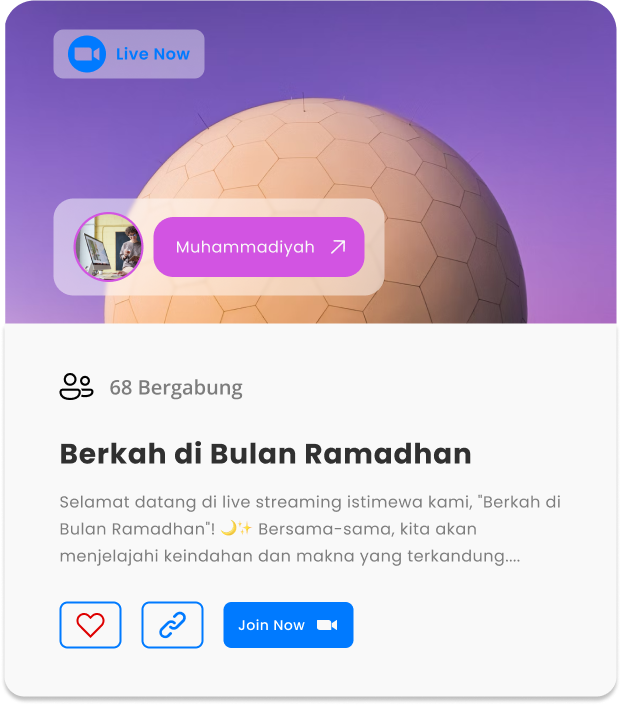 Live Now
Muhammadiyah
68 Bergabung
Berkah di Bulan Ramadhan
Selamat datang di live streaming istimewa kami, "Berkah di
Bulan Ramadhan"! 🌙✨ Bersama-sama, kita akan
menjelajahi keindahan dan makna yang terkandung....
Join Now